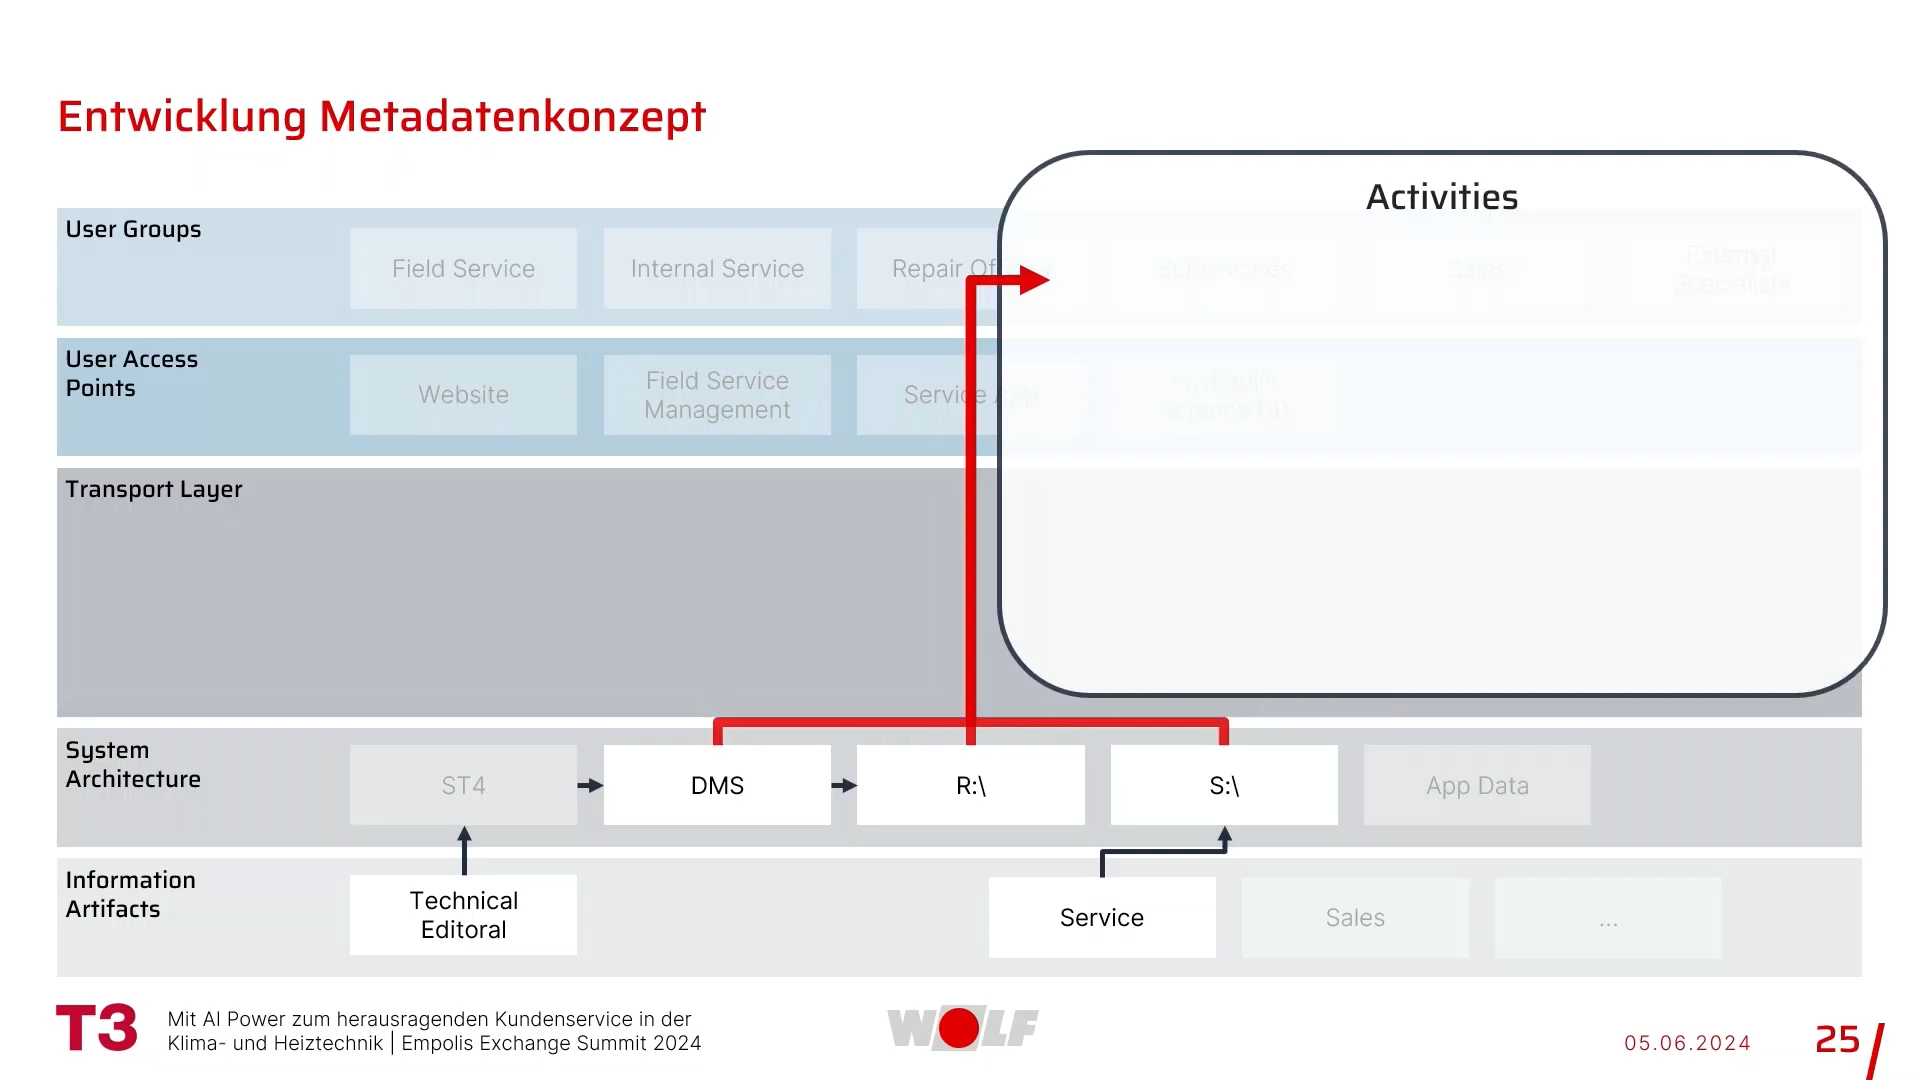 Entwicklung Metadatenkonzept
Activities
User Groups
Field Service
Internal Service
Repair Of
Subsidiaries
Sales
External
Specialists
User Access
Points
Website
Field Service
Management
Service App
Transport Layer
System
Architecture
ST4
DMS
R:\
S:\
App Data
Information
Artifacts
Technical
Editoral
Service
Sales
...
T3
Mit AI Power zum herausragenden Kundenservice in der
Klima- und Heiztechnik | Empolis Exchange Summit 2024
WOLF
05.06.2024
25